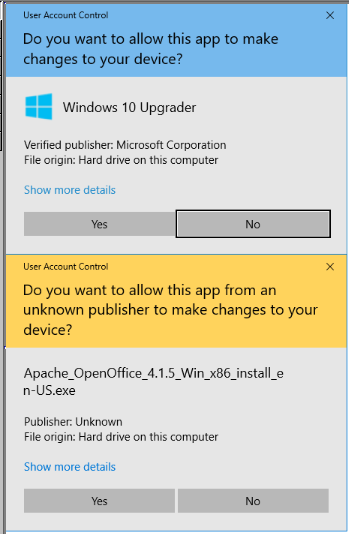 User Account Control
Do you want to allow this app to make
changes to your device?
Windows 10 Upgrader
Verified publisher: Microsoft Corporation
File origin: Hard drive on this computer
Show more details
Yes No
User Account Control
Do you want to allow this app from an
unknown publisher to make changes to your
device?
Apache_OpenOffice_4.1.5_Win_x86_install_e
n-US.exe
Publisher: Unknown
File origin: Hard drive on this computer
Show more details
Yes No